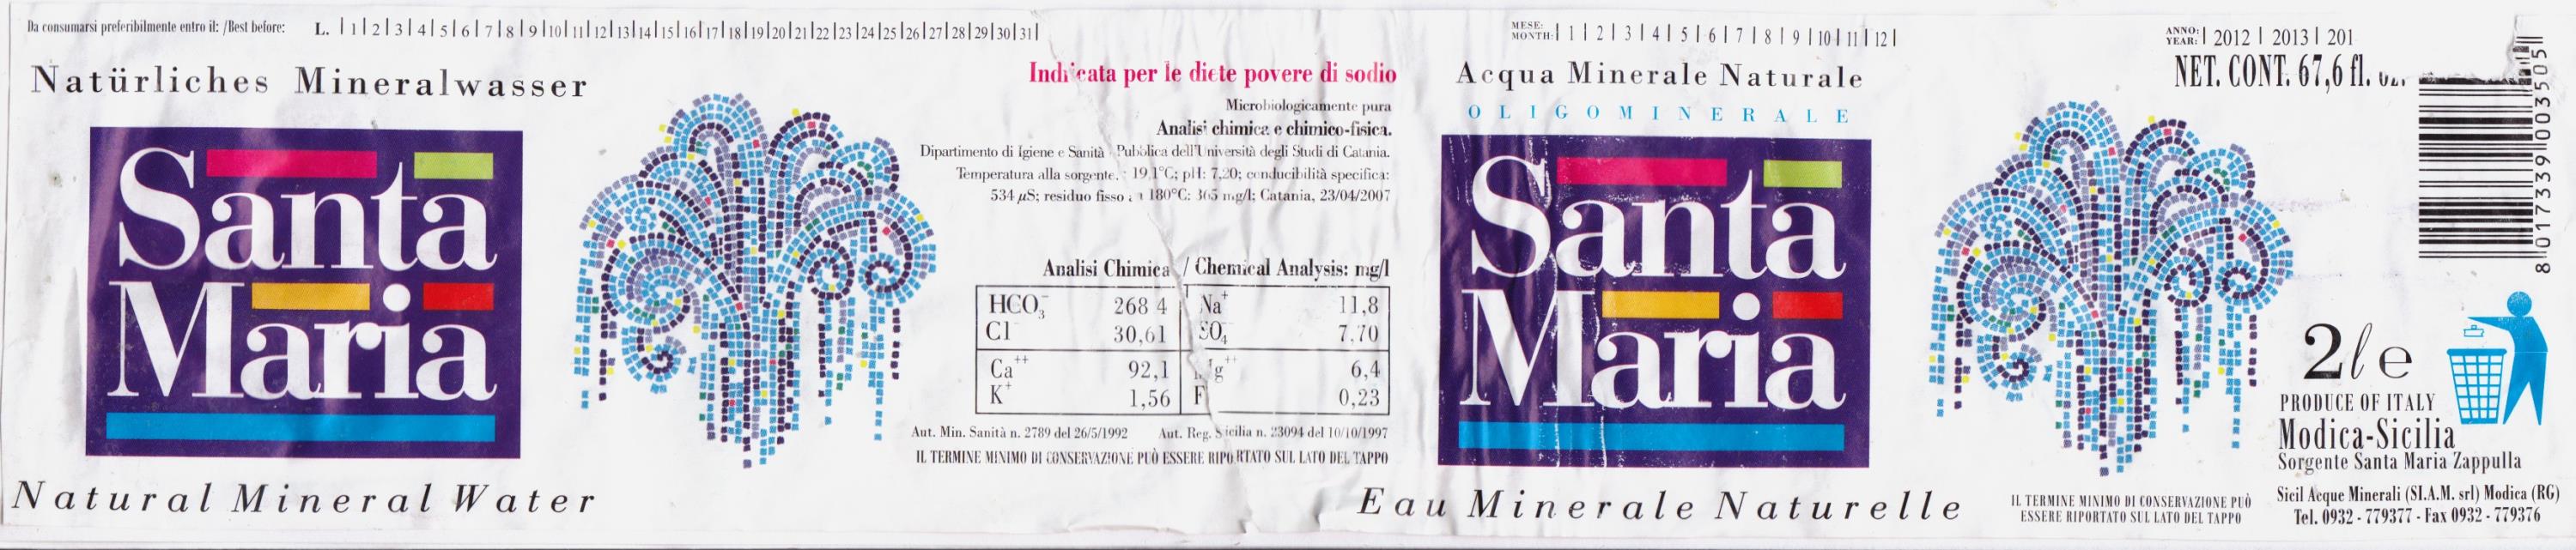 Da consumarsi preferibilmente entro il: /Best before: L. | 1 | 2 | 3 | 4 | 5 | 6 | 7 | 8 | 9 | 10 | 11 | 12 | 13 | 14 | 15 | 16 | 17 | 18 | 19 | 20 | 21 | 22 | 23 | 24 | 25 | 26 | 27 | 28 | 29 | 30 | 31 |
Natürliches Mineralwasser
Santa
Maria
Natural Mineral Water
Indicata per le diete povere di sodio
Microbiologicamente pura
Analisi chimica e chimico-fisica.
Dipartimento di Igiene e Sanità Pubblica dell'Università degli Studi di Catania.
Temperatura alla sorgente: 19,1°C; pH: 7,20; conducibilità specifica:
534 µS; residuo fisso a 180°C: 365 mg/l; Catania, 23/04/2007
Analisi Chimica / Chemical Analysis: mg/l
HCO₃⁻ 268 4 Na⁺ 11,8
Cl⁻ 30,61 SO₄⁻ 7,70
Ca⁺⁺ 92,1 Mg⁺⁺ 6,4
K⁺ 1,56 F 0,23
Aut. Min. Sanità n. 2789 del 26/5/1992 Aut. Reg. Sicilia n. 23094 del 10/10/1997
IL TERMINE MINIMO DI CONSERVAZIONE PUÒ ESSERE RIPORTATO SUL LATO DEL TAPPO
MESE:
MONTH: | 1 | 2 | 3 | 4 | 5 | 6 | 7 | 8 | 9 | 10 | 11 | 12 |
Acqua Minerale Naturale
OLIGOMINERALE
Santa
Maria
Eau Minerale Naturelle
ANNO:
YEAR: | 2012 | 2013 | 201
NET. CONT. 67,6 fl. oz.
8 017339 003505
2 l e
PRODUCE OF ITALY
Modica-Sicilia
Sorgente Santa Maria Zappulla
IL TERMINE MINIMO DI CONSERVAZIONE PUÒ
ESSERE RIPORTATO SUL LATO DEL TAPPO
Sicil Acque Minerali (SI.A.M. srl) Modica (RG)
Tel. 0932 - 779377 - Fax 0932 - 779376